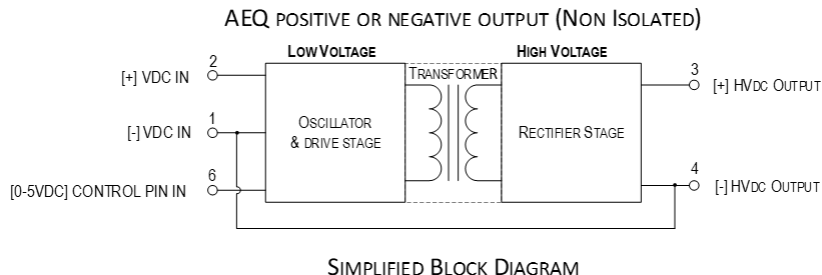 AEQ POSITIVE OR NEGATIVE OUTPUT (NON ISOLATED)
LOW VOLTAGE
HIGH VOLTAGE
2
TRANSFORMER
3
[+] VDC IN
[+] HVDC OUTPUT
1
OSCILLATOR
& DRIVE STAGE
[-] VDC IN
RECTIFIER STAGE
6
4
[0-5VDC] CONTROL PIN IN
[-] HVDC OUTPUT
SIMPLIFIED BLOCK DIAGRAM